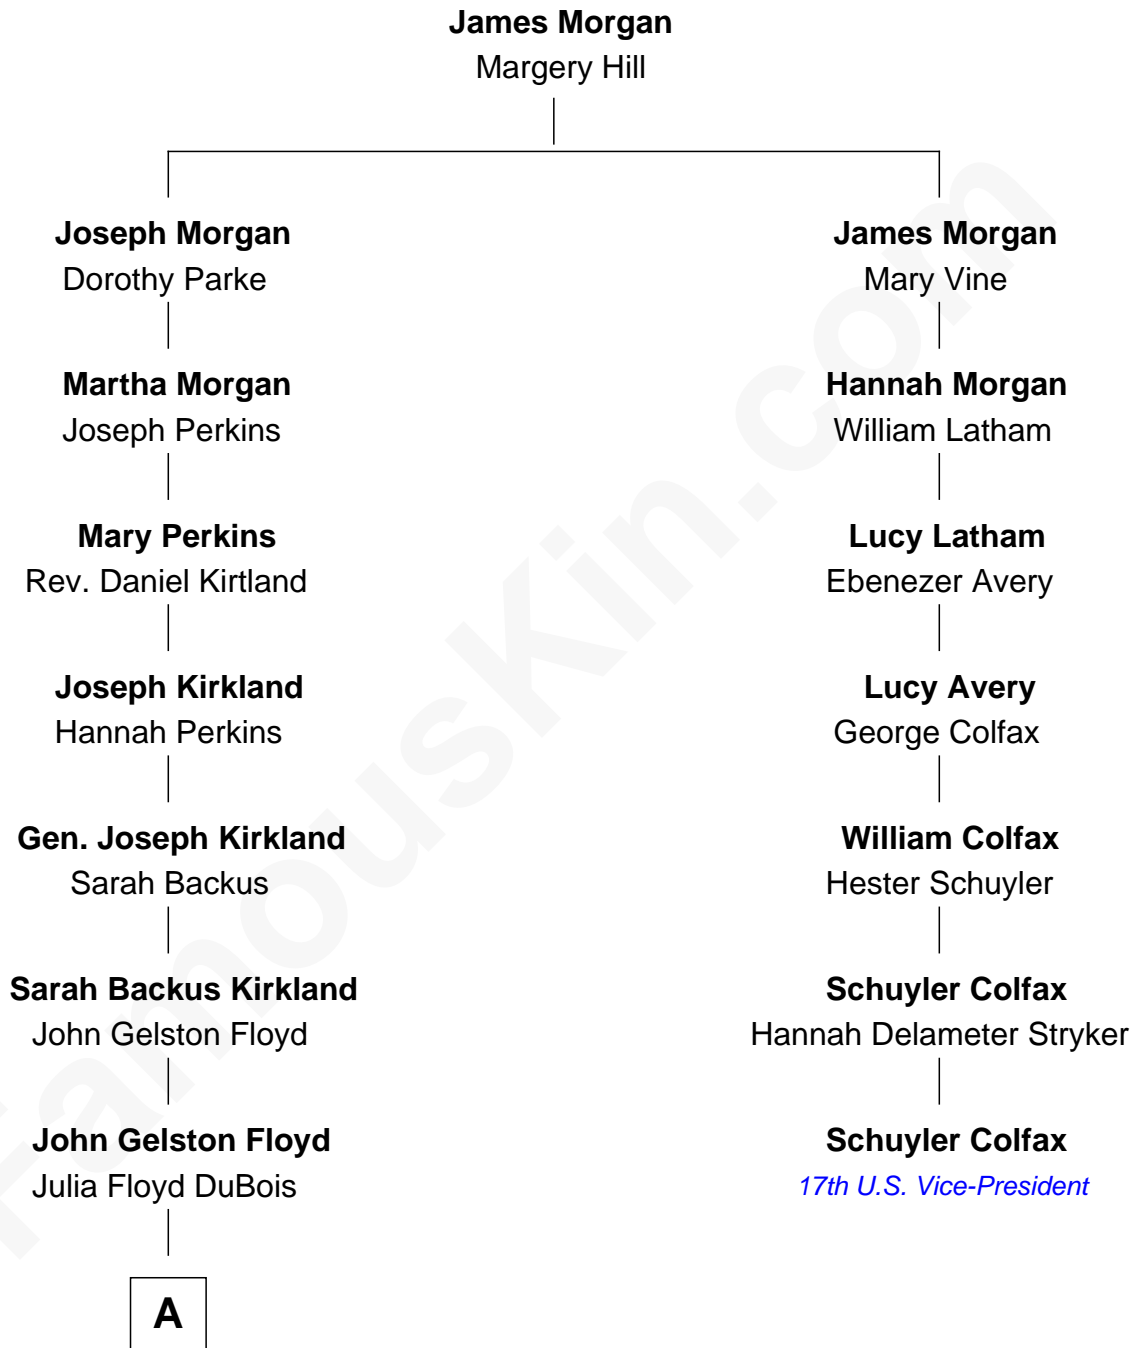 James Morgan
Margery Hill
Joseph Morgan
Dorothy Parke
James Morgan
Mary Vine
Martha Morgan
Joseph Perkins
Hannah Morgan
William Latham
Mary Perkins
Rev. Daniel Kirtland
Lucy Latham
Ebenezer Avery
Joseph Kirkland
Hannah Perkins
Lucy Avery
George Colfax
Gen. Joseph Kirkland
Sarah Backus
William Colfax
Hester Schuyler
Sarah Backus Kirkland
John Gelston Floyd
Schuyler Colfax
Hannah Delameter Stryker
John Gelston Floyd
Julia Floyd DuBois
Schuyler Colfax
17th U.S. Vice-President
A
FamousKin.com